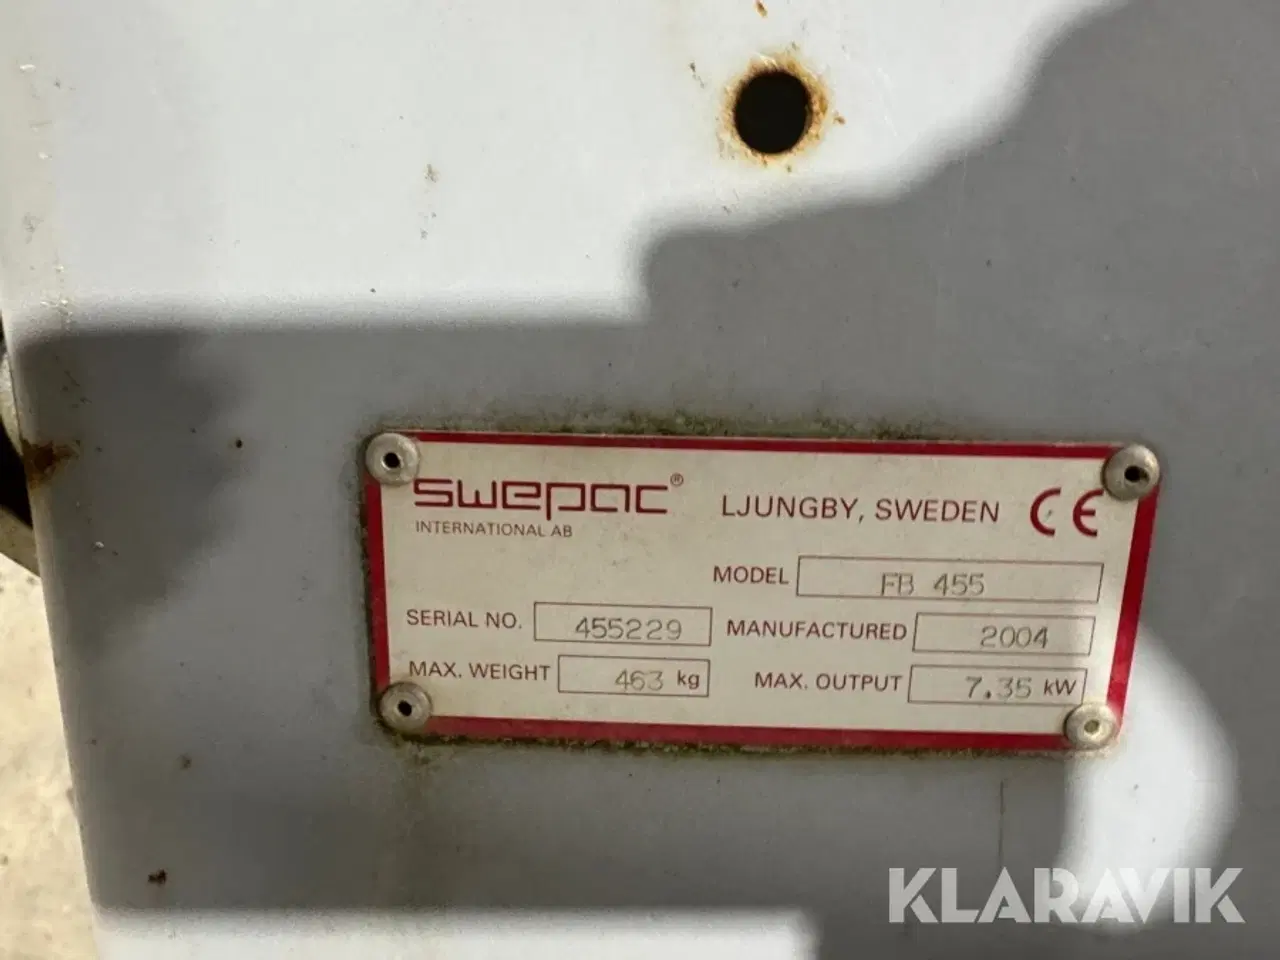 swepac®
INTERNATIONAL AB
LJUNGBY, SWEDEN CE
MODEL FB 455
SERIAL NO. 455229 MANUFACTURED 2004
MAX. WEIGHT 463 kg MAX. OUTPUT 7.35 kW
KLARAVIK